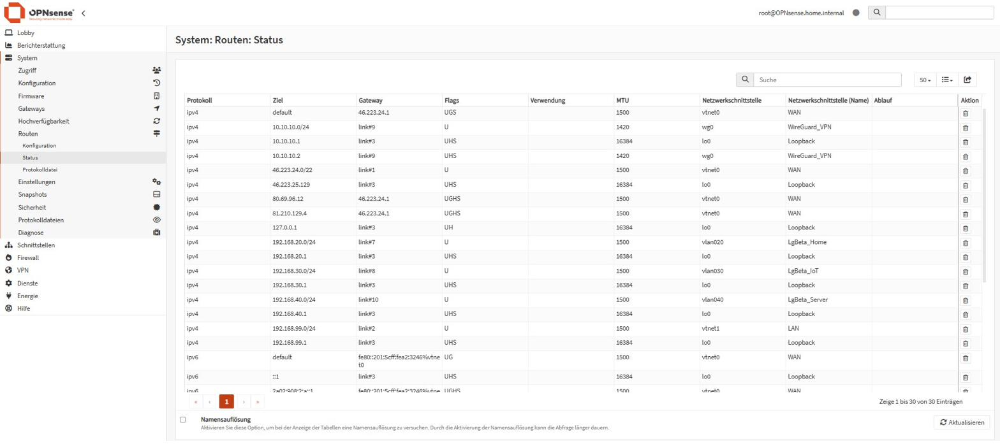 OPNsense®
Securing networks made easy
root@OPNsense.home.internal
Lobby
Berichterstattung
System
Zugriff
Konfiguration
Firmware
Gateways
Hochverfügbarkeit
Routen
Konfiguration
Status
Protokolldatei
Einstellungen
Snapshots
Sicherheit
Protokolldateien
Diagnose
Schnittstellen
Firewall
VPN
Dienste
Energie
Hilfe
System: Routen: Status
Suche
50
Protokoll Ziel Gateway Flags Verwendung MTU Netzwerkschnittstelle Netzwerkschnittstelle (Name) Ablauf Aktion
ipv4 default 46.223.24.1 UGS 1500 vtnet0 WAN
ipv4 10.10.10.0/24 link#9 U 1420 wg0 WireGuard_VPN
ipv4 10.10.10.1 link#3 UHS 16384 lo0 Loopback
ipv4 10.10.10.2 link#9 UHS 1420 wg0 WireGuard_VPN
ipv4 46.223.24.0/22 link#1 U 1500 vtnet0 WAN
ipv4 46.223.25.129 link#3 UHS 16384 lo0 Loopback
ipv4 80.69.96.12 46.223.24.1 UGHS 1500 vtnet0 WAN
ipv4 81.210.129.4 46.223.24.1 UGHS 1500 vtnet0 WAN
ipv4 127.0.0.1 link#3 UH 16384 lo0 Loopback
ipv4 192.168.20.0/24 link#7 U 1500 vlan020 LgBeta_Home
ipv4 192.168.20.1 link#3 UHS 16384 lo0 Loopback
ipv4 192.168.30.0/24 link#8 U 1500 vlan030 LgBeta_IoT
ipv4 192.168.30.1 link#3 UHS 16384 lo0 Loopback
ipv4 192.168.40.0/24 link#10 U 1500 vlan040 LgBeta_Server
ipv4 192.168.40.1 link#3 UHS 16384 lo0 Loopback
ipv4 192.168.99.0/24 link#2 U 1500 vtnet1 LAN
ipv4 192.168.99.1 link#3 UHS 16384 lo0 Loopback
ipv6 default fe80::201:5cff:fea2:3246%vtne UG 1500 vtnet0 WAN
t0
ipv6 ::1 link#3 UHS 16384 lo0 Loopback
ipv6 2a02:908:2:a::1 fe80::201:5cff:fea2:3246%vtne UGHS 1500 vtnet0 WAN
« ‹ 1 › »
Zeige 1 bis 30 von 30 Einträgen
Namensauflösung
Aktivieren Sie diese Option, um bei der Anzeige der Tabellen eine Namensauflösung zu versuchen. Durch die Aktivierung der Namensauflösung kann die Abfrage länger dauern.
Aktualisieren